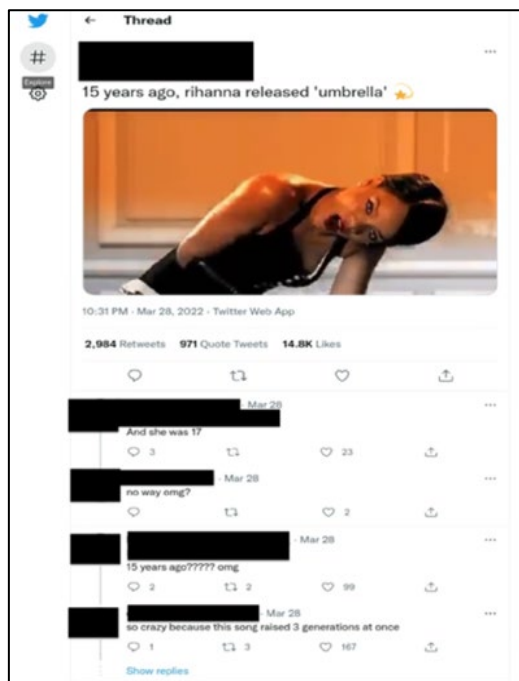 ← Thread
Explore
15 years ago, rihanna released 'umbrella' 💫
10:31 PM · Mar 28, 2022 · Twitter Web App
2,984 Retweets 971 Quote Tweets 14.8K Likes
· Mar 28
And she was 17
3 23
· Mar 28
no way omg?
2
· Mar 28
15 years ago????? omg
2 2 99
· Mar 28
so crazy because this song raised 3 generations at once
1 3 167
Show replies